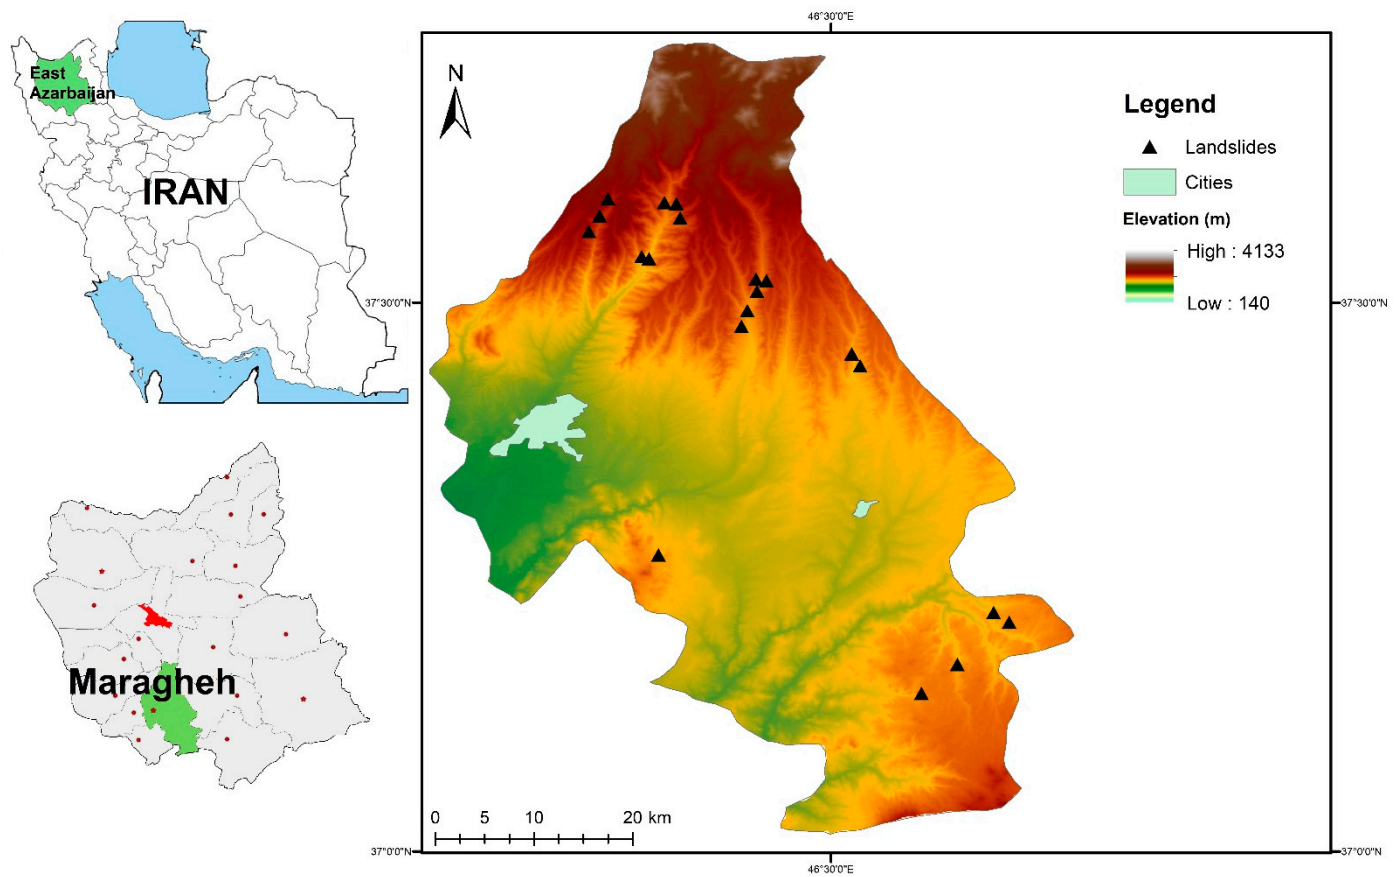 East
Azarbaijan
IRAN
Maragheh
46°30'0"E
N
Legend
Landslides
Cities
Elevation (m)
High : 4133
Low : 140
37°30'0"N
37°30'0"N
0 5 10 20 km
37°0'0"N
37°0'0"N
46°30'0"E